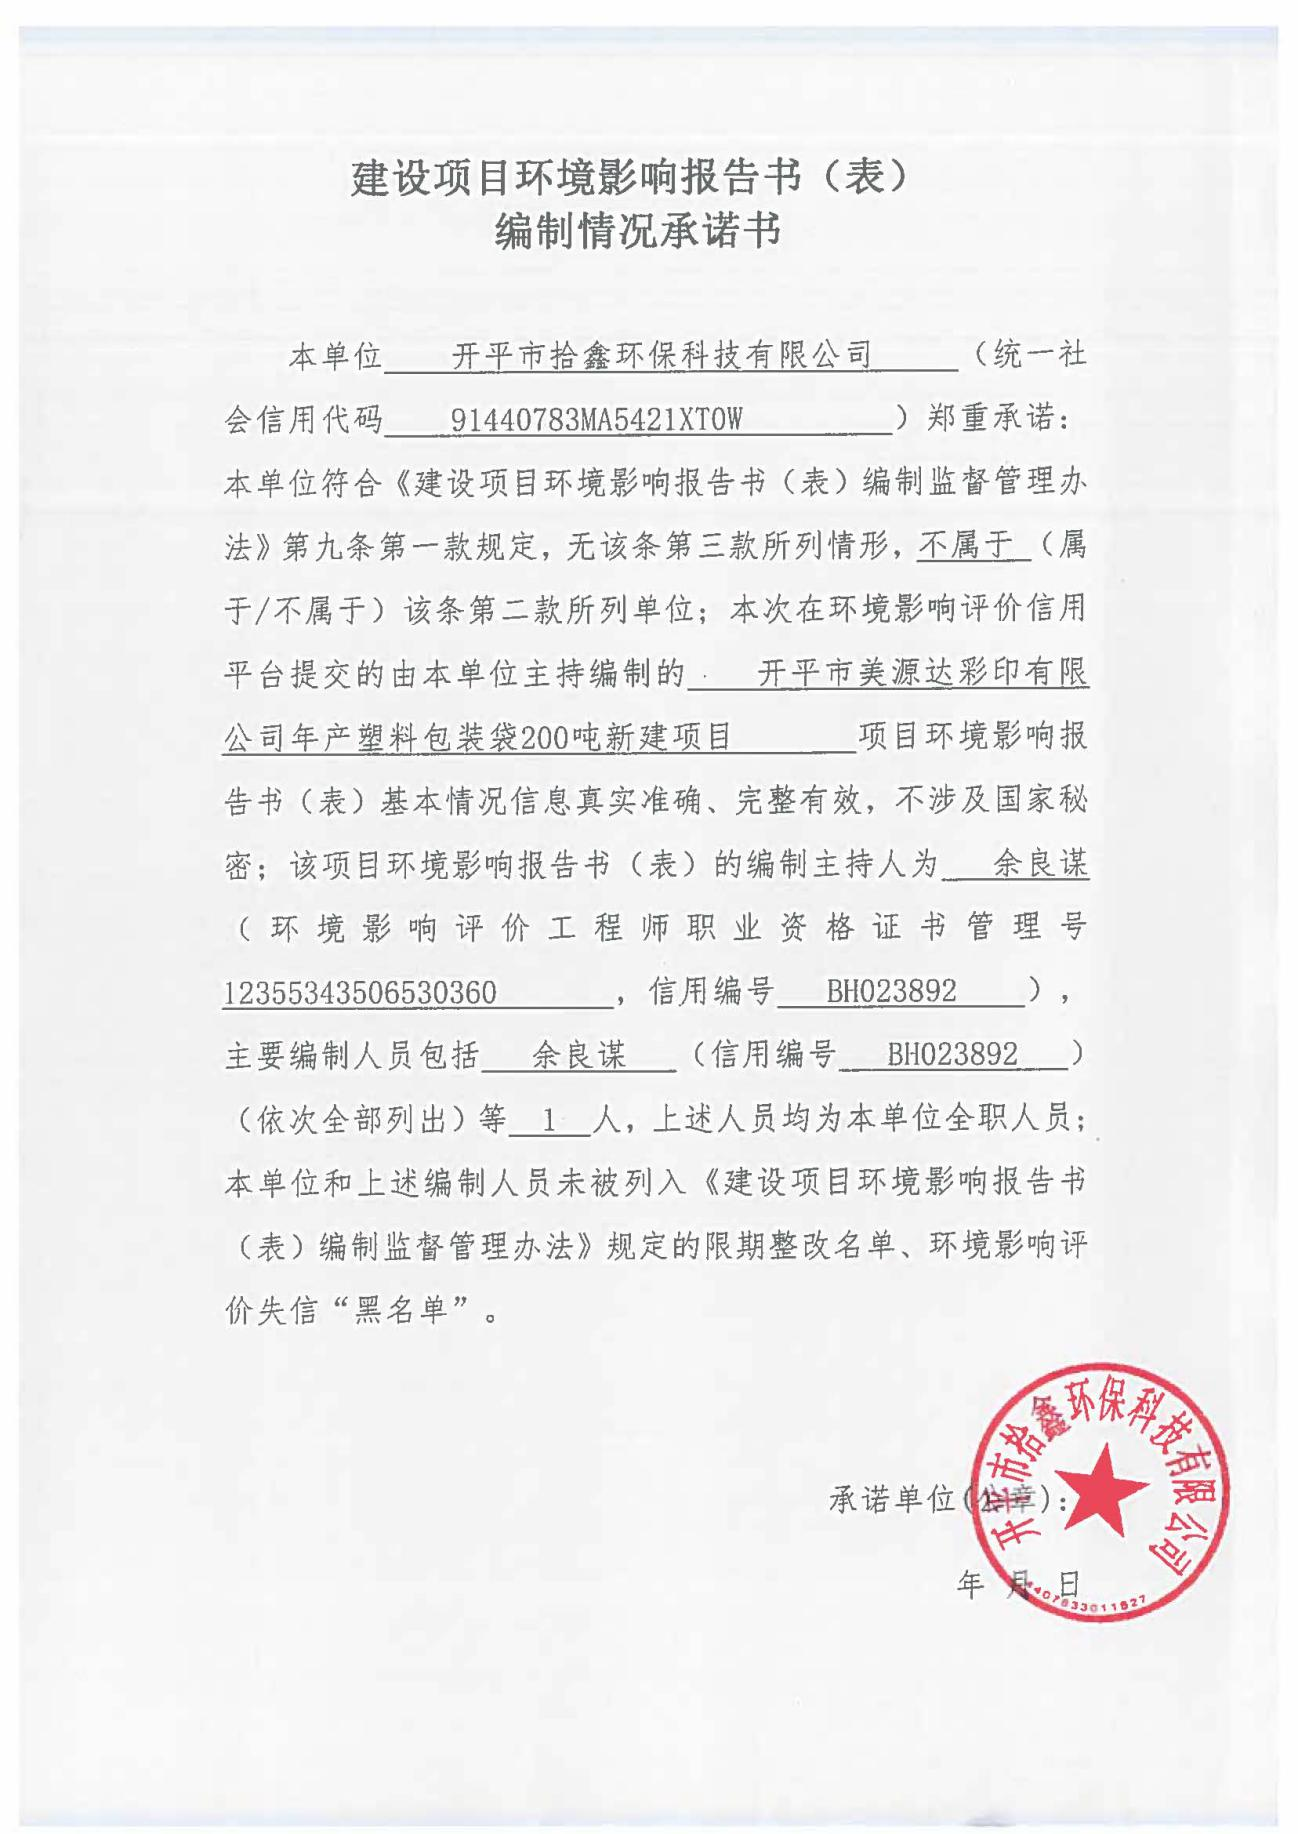 建设项目环境影响报告书（表）
编制情况承诺书
本单位 开平市拾鑫环保科技有限公司 （统一社
会信用代码 91440783MA5421XT0W ）郑重承诺：
本单位符合《建设项目环境影响报告书（表）编制监督管理办
法》第九条第一款规定，无该条第三款所列情形，不属于（属
于/不属于）该条第二款所列单位；本次在环境影响评价信用
平台提交的由本单位主持编制的 开平市美源达彩印有限
公司年产塑料包装袋200吨新建项目 项目环境影响报
告书（表）基本情况信息真实准确、完整有效，不涉及国家秘
密；该项目环境影响报告书（表）的编制主持人为 余良谋
（环境影响评价工程师职业资格证书管理号
12355343506530360 ，信用编号 BH023892 ），
主要编制人员包括 余良谋 （信用编号 BH023892 ）
（依次全部列出）等 1 人，上述人员均为本单位全职人员；
本单位和上述编制人员未被列入《建设项目环境影响报告书
（表）编制监督管理办法》规定的限期整改名单、环境影响评
价失信“黑名单”。
开平市拾鑫环保科技有限公司
承诺单位(公章)：
年 月 日